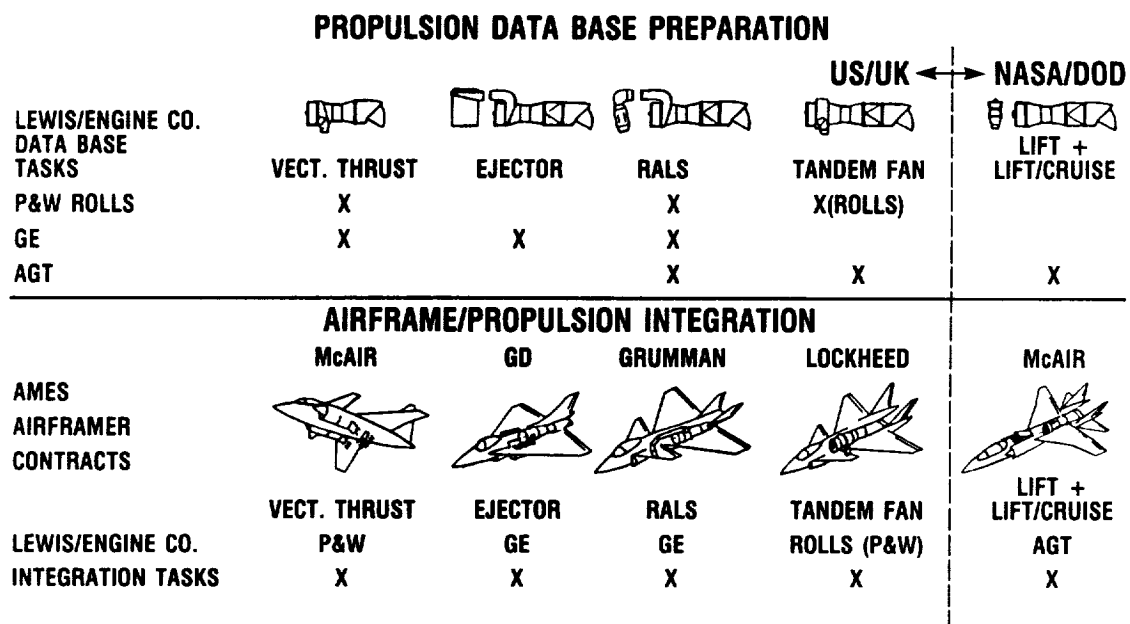 PROPULSION DATA BASE PREPARATION
US/UK NASA/DOD
LEWIS/ENGINE CO.
DATA BASE LIFT +
TASKS VECT. THRUST EJECTOR RALS TANDEM FAN LIFT/CRUISE
P&W ROLLS X X X(ROLLS)
GE X X X
AGT X X X
AIRFRAME/PROPULSION INTEGRATION
McAIR GD GRUMMAN LOCKHEED McAIR
AMES
AIRFRAMER
CONTRACTS
LIFT +
VECT. THRUST EJECTOR RALS TANDEM FAN LIFT/CRUISE
LEWIS/ENGINE CO. P&W GE GE ROLLS (P&W) AGT
INTEGRATION TASKS X X X X X